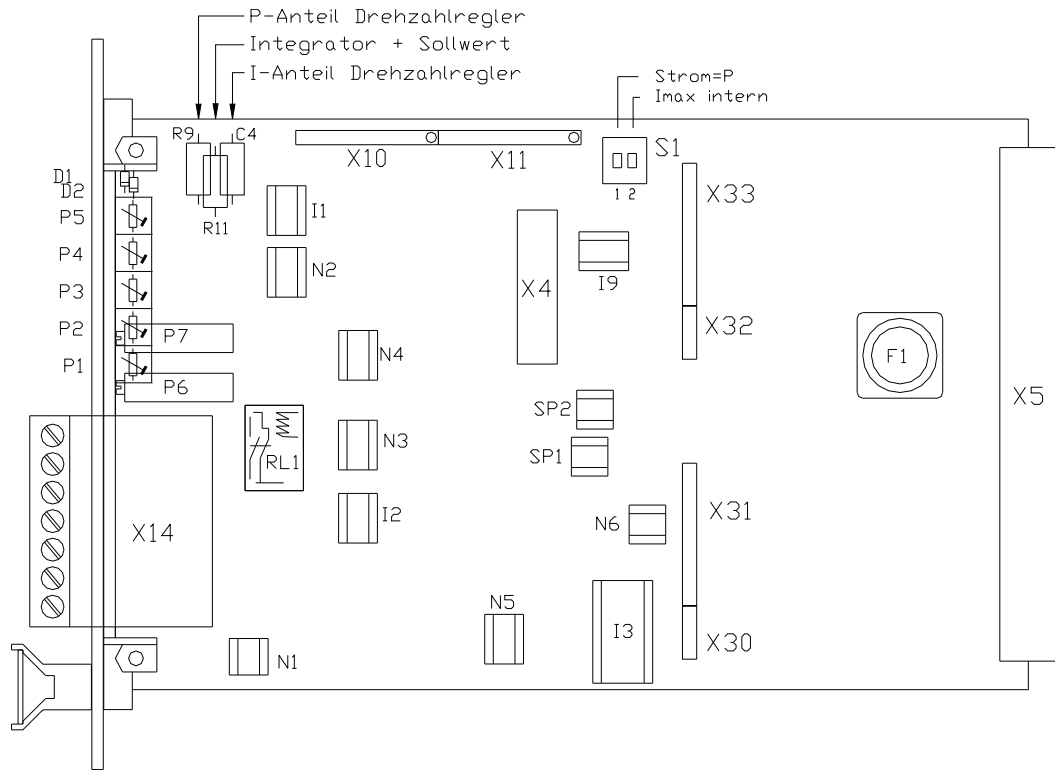 P-Anteil Drehzahlregler
Integrator + Sollwert
I-Anteil Drehzahlregler
Strom=P
Imax intern
R9
C4
X10
X11
S1
1 2
D1
D2
X33
P5
R11
I1
P4
N2
I9
X4
P3
P2
P7
X32
N4
F1
P1
P6
X5
SP2
N3
SP1
RL1
X31
I2
N6
X14
N5
I3
X30
N1